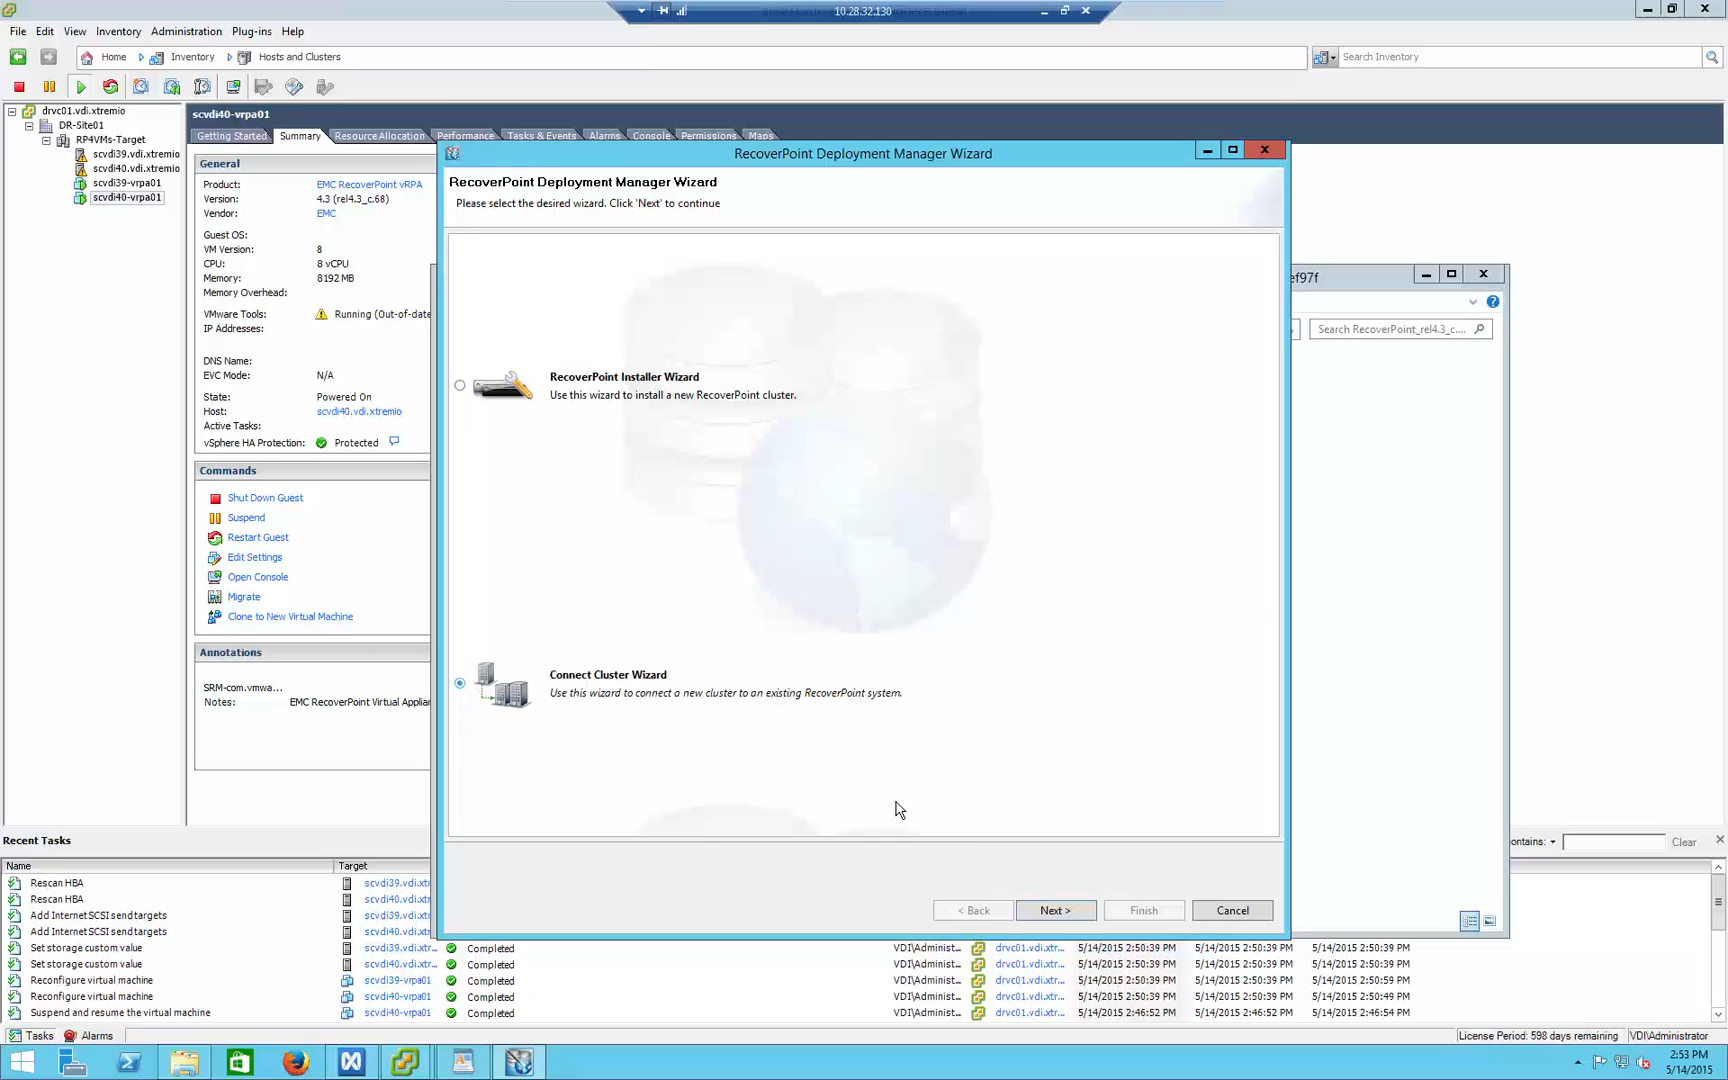 10.28.32.130
File Edit View Inventory Administration Plug-ins Help
Home Inventory Hosts and Clusters Search Inventory
drvc01.vdi.xtremio
DR-Site01
RP4VMs-Target
scvdi39.vdi.xtremio
scvdi40.vdi.xtremio
scvdi39-vrpa01
scvdi40-vrpa01
scvdi40-vrpa01
Getting Started Summary Resource Allocation Performance Tasks & Events Alarms Console Permissions Maps
General
Product: EMC RecoverPoint vRPA
Version: 4.3 (rel4.3_c.68)
Vendor: EMC
Guest OS:
VM Version: 8
CPU: 8 vCPU
Memory: 8192 MB
Memory Overhead:
VMware Tools: Running (Out-of-date
IP Addresses:
DNS Name:
EVC Mode: N/A
State: Powered On
Host: scvdi40.vdi.xtremio
Active Tasks:
vSphere HA Protection: Protected
Commands
Shut Down Guest
Suspend
Restart Guest
Edit Settings
Open Console
Migrate
Clone to New Virtual Machine
Annotations
SRM-com.vmwa...
Notes: EMC RecoverPoint Virtual Applian
RecoverPoint Deployment Manager Wizard
RecoverPoint Deployment Manager Wizard
Please select the desired wizard. Click 'Next' to continue
RecoverPoint Installer Wizard
Use this wizard to install a new RecoverPoint cluster.
Connect Cluster Wizard
Use this wizard to connect a new cluster to an existing RecoverPoint system.
< Back Next > Finish Cancel
ef97f
Search RecoverPoint_rel4.3_c....
Recent Tasks
ontains: Clear
Name Target
Rescan HBA scvdi39.vdi.xtr
Rescan HBA scvdi40.vdi.xtr
Add Internet SCSI send targets scvdi39.vdi.xtr
Add Internet SCSI send targets scvdi40.vdi.xtr
Set storage custom value scvdi39.vdi.xtr... Completed VDI\Administ... drvc01.vdi.xtr... 5/14/2015 2:50:39 PM 5/14/2015 2:50:39 PM 5/14/2015 2:50:39 PM
Set storage custom value scvdi40.vdi.xtr... Completed VDI\Administ... drvc01.vdi.xtr... 5/14/2015 2:50:39 PM 5/14/2015 2:50:39 PM 5/14/2015 2:50:39 PM
Reconfigure virtual machine scvdi39-vrpa01 Completed VDI\Administ... drvc01.vdi.xtr... 5/14/2015 2:50:39 PM 5/14/2015 2:50:39 PM 5/14/2015 2:50:39 PM
Reconfigure virtual machine scvdi40-vrpa01 Completed VDI\Administ... drvc01.vdi.xtr... 5/14/2015 2:50:39 PM 5/14/2015 2:50:39 PM 5/14/2015 2:50:49 PM
Suspend and resume the virtual machine scvdi40-vrpa01 Completed VDI\Administ... drvc01.vdi.xtr... 5/14/2015 2:46:52 PM 5/14/2015 2:46:52 PM 5/14/2015 2:46:54 PM
Tasks Alarms License Period: 598 days remaining VDI\Administrator
2:53 PM
5/14/2015